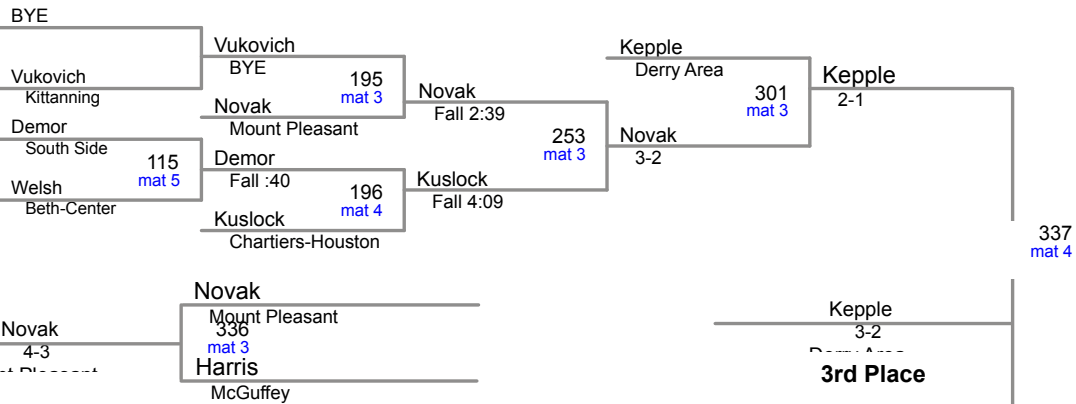 BYE
Vukovich
Kittanning
Demor
South Side
115
mat 5
Welsh
Beth-Center
Vukovich
BYE
195
mat 3
Novak
Mount Pleasant
Demor
Fall :40
196
mat 4
Kuslock
Chartiers-Houston
Novak
Fall 2:39
253
mat 3
Kuslock
Fall 4:09
Kepple
Derry Area
301
mat 3
Novak
3-2
Kepple
2-1
337
mat 4
Novak
4-3
Novak
Mount Pleasant
336
mat 3
Harris
McGuffey
Kepple
3-2
3rd Place